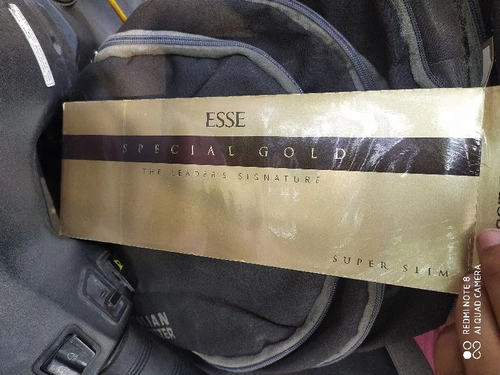 ESSE
SPECIAL GOLD
THE LEADER'S SIGNATURE
SUPER SLIM
REDMI NOTE 8
AI QUAD CAMERA